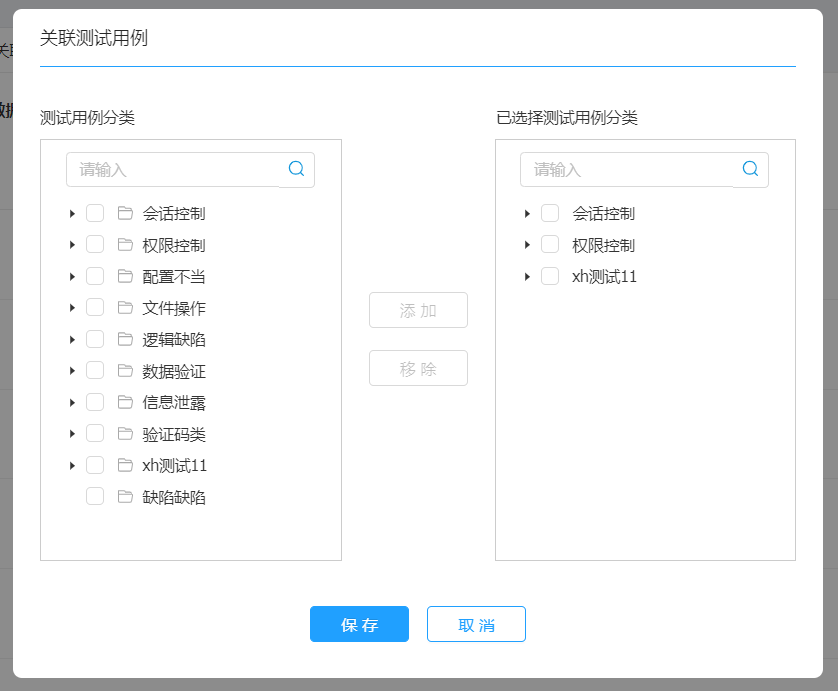 关联测试用例
测试用例分类
请输入
会话控制
权限控制
配置不当
文件操作
逻辑缺陷
数据验证
信息泄露
验证码类
xh测试11
缺陷缺陷
添 加
移 除
已选择测试用例分类
请输入
会话控制
权限控制
xh测试11
保 存
取 消